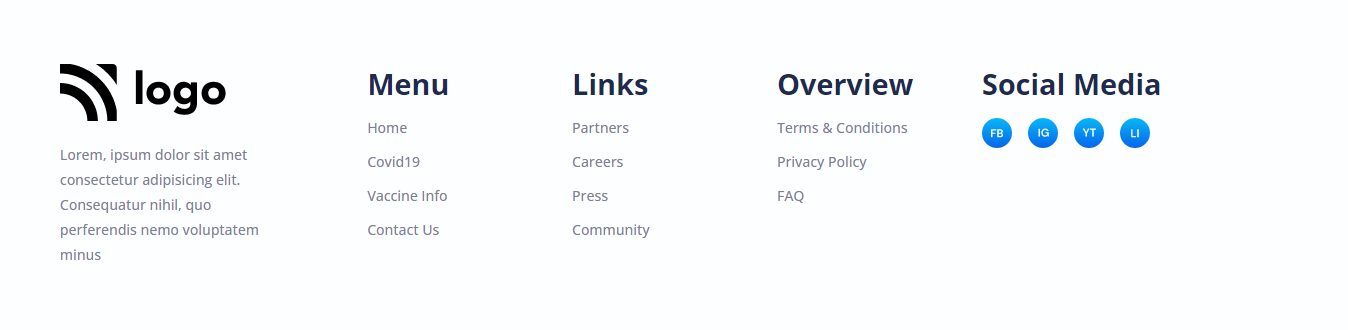 logo
Lorem, ipsum dolor sit amet
consectetur adipisicing elit.
Consequatur nihil, quo
perferendis nemo voluptatem
minus
Menu
Home
Covid19
Vaccine Info
Contact Us
Links
Partners
Careers
Press
Community
Overview
Terms & Conditions
Privacy Policy
FAQ
Social Media
FB IG YT LI